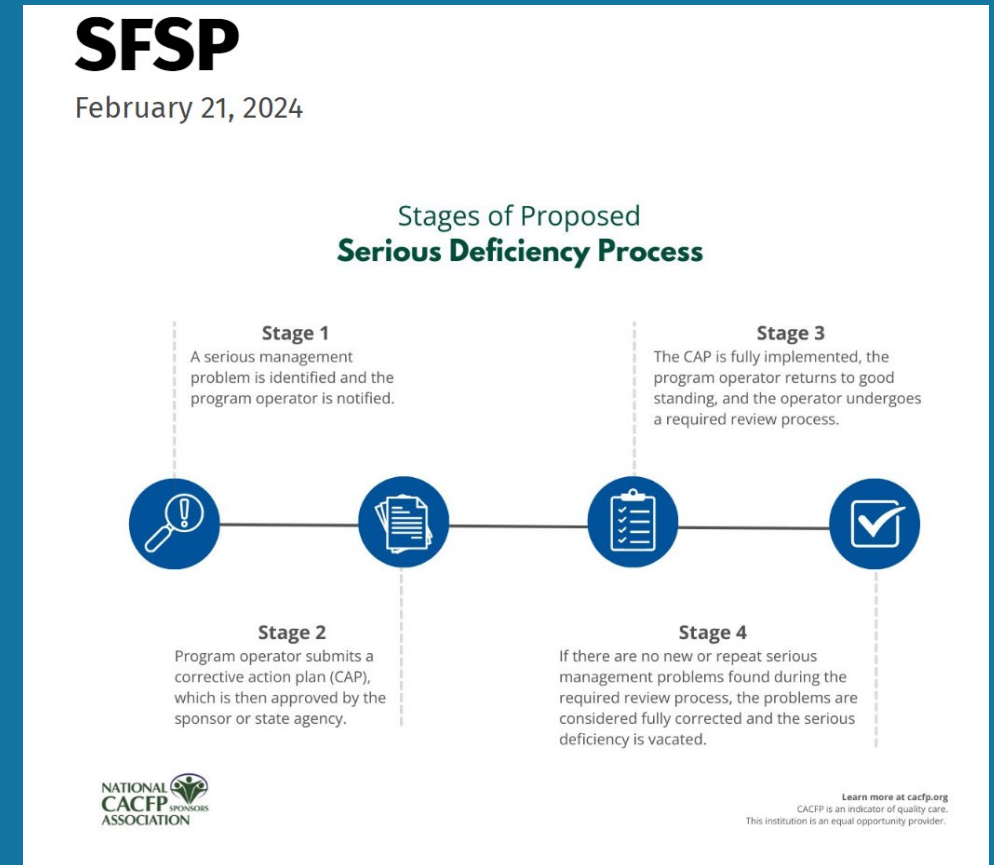 SFSP
February 21, 2024
Stages of Proposed
Serious Deficiency Process
Stage 1
A serious management
problem is identified and the
program operator is notified.
Stage 3
The CAP is fully implemented, the
program operator returns to good
standing, and the operator undergoes
a required review process.
Stage 2
Program operator submits a
corrective action plan (CAP),
which is then approved by the
sponsor or state agency.
Stage 4
If there are no new or repeat serious
management problems found during the
required review process, the problems are
considered fully corrected and the serious
deficiency is vacated.
NATIONAL
CACFP SPONSORS
ASSOCIATION
Learn more at cacfp.org
CACFP is an indicator of quality care.
This institution is an equal opportunity provider.